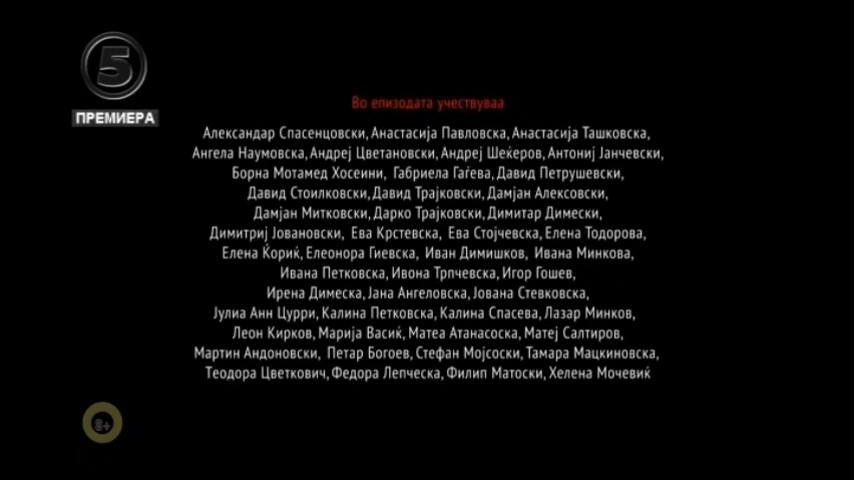 5
ПРЕМИЕРА
Во епизодата учествуваа
Александар Спасенцовски, Анастасија Павловска, Анастасија Ташковска,
Ангела Наумовска, Андреј Цветановски, Андреј Шеќеров, Антониј Јанчевски,
Борна Мотамед Хосеини, Габриела Гаѓева, Давид Петрушевски,
Давид Стоилковски, Давид Трајковски, Дамјан Алексовски,
Дамјан Митковски, Дарко Трајковски, Димитар Димески,
Димитриј Јовановски, Ева Крстевска, Ева Стојчевска, Елена Тодорова,
Елена Ќориќ, Елеонора Гиевска, Иван Димишков, Ивана Минкова,
Ивана Петковска, Ивона Трпчевска, Игор Гошев,
Ирена Димеска, Јана Ангеловска, Јована Стевковска,
Јулиа Анн Цурри, Калина Петковска, Калина Спасева, Лазар Минков,
Леон Кирков, Марија Васиќ, Матеа Атанасоска, Матеј Салтиров,
Мартин Андоновски, Петар Богоев, Стефан Мојсоски, Тамара Мацкиновска,
Теодора Цветкович, Федора Лепческа, Филип Матоски, Хелена Мочевиќ
8+